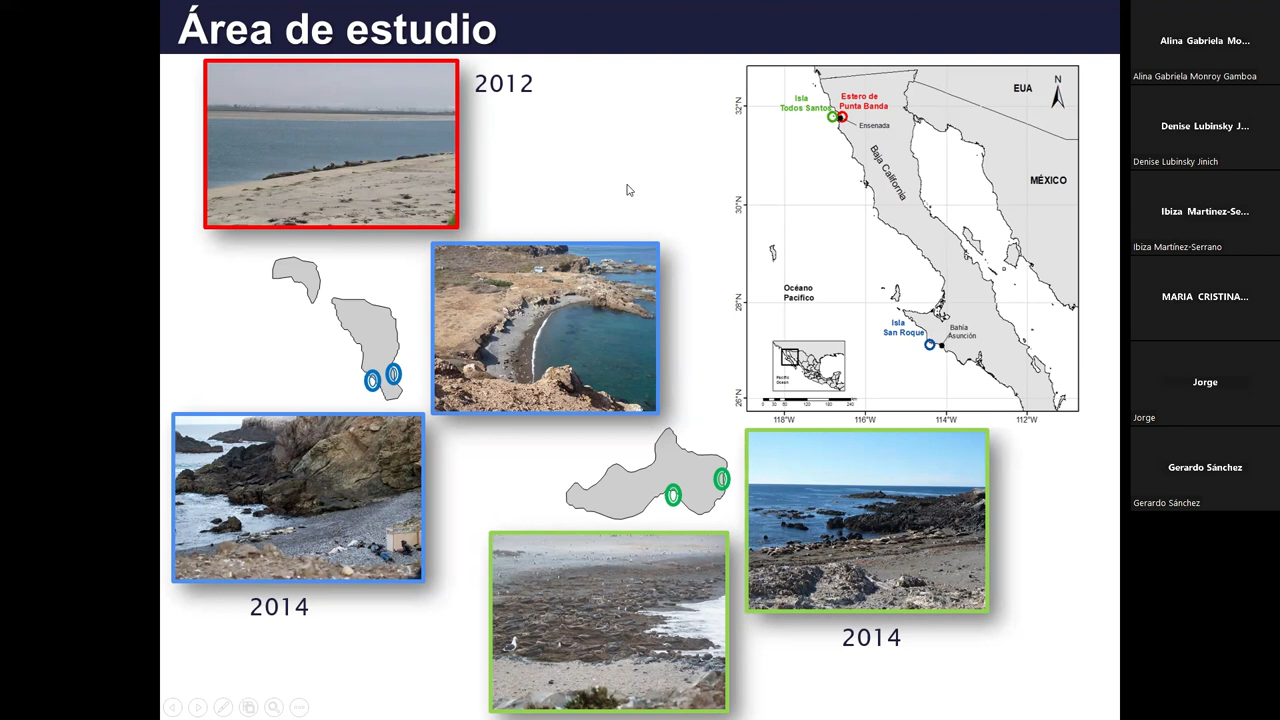 Área de estudio
2012
2014
2014
EUA
N
Isla
Todos Santos
Estero de
Punta Banda
Ensenada
Baja California
MÉXICO
Océano
Pacífico
Isla
San Roque
Bahía
Asunción
32°N
30°N
28°N
26°N
118°W
116°W
114°W
112°W
Alina Gabriela Mo...
Alina Gabriela Monroy Gamboa
Denise Lubinsky J...
Denise Lubinsky Jinich
Ibiza Martínez-Se...
Ibiza Martínez-Serrano
MARIA CRISTINA...
Jorge
Jorge
Gerardo Sánchez
Gerardo Sánchez